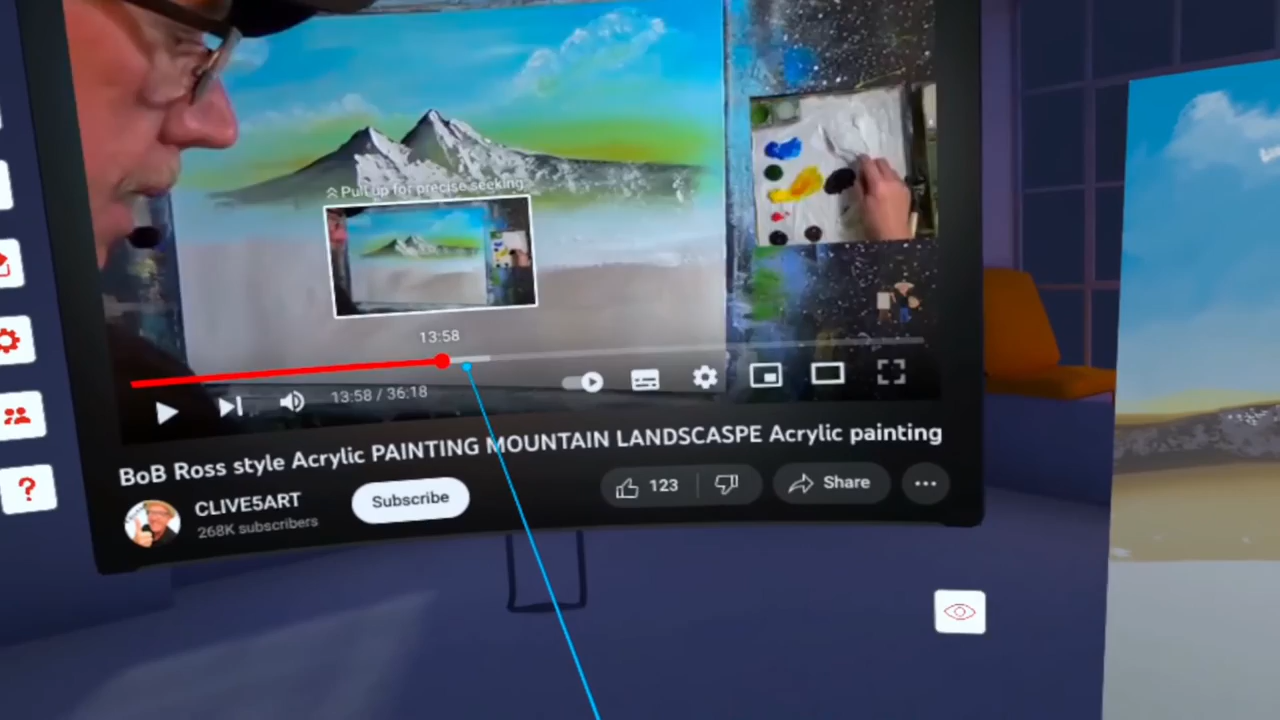 Pull up for precise seeking
13:58
13:58 / 36:18
BoB Ross style Acrylic PAINTING MOUNTAIN LANDSCASPE Acrylic painting
CLIVE5ART
268K subscribers
Subscribe
123
Share
?